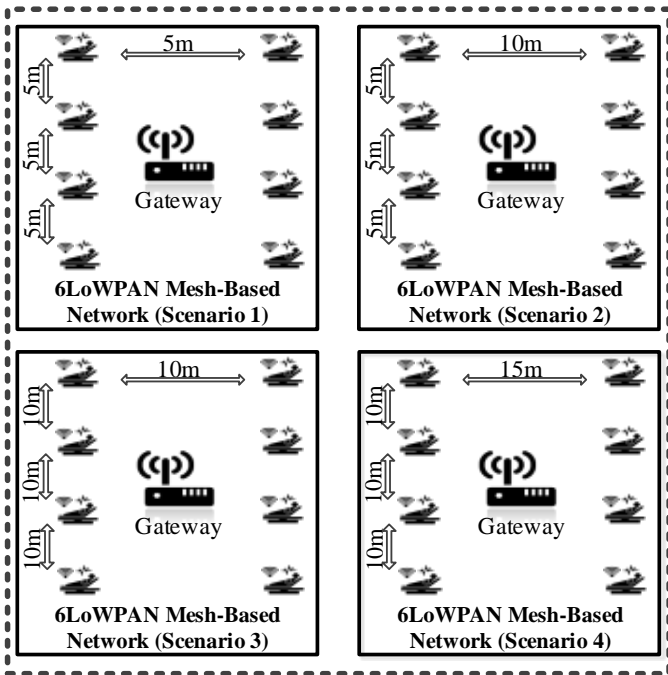 5m
5m
5m
5m
Gateway
6LoWPAN Mesh-Based
Network (Scenario 1)
10m
5m
5m
5m
Gateway
6LoWPAN Mesh-Based
Network (Scenario 2)
10m
10m
10m
10m
Gateway
6LoWPAN Mesh-Based
Network (Scenario 3)
15m
10m
10m
10m
Gateway
6LoWPAN Mesh-Based
Network (Scenario 4)